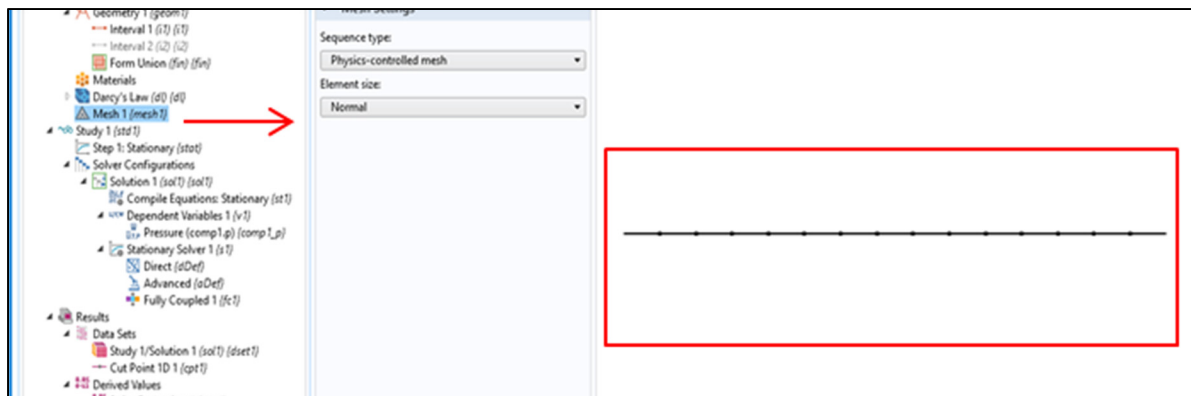 Geometry 1 (geom1)
Interval 1 (i1) {i1}
Interval 2 (i2) {i2}
Form Union (fin) {fin}
Materials
Darcy's Law (dl) {dl}
Mesh 1 {mesh1}
Study 1 {std1}
Step 1: Stationary {stat}
Solver Configurations
Solution 1 (sol1) {sol1}
Compile Equations: Stationary {st1}
Dependent Variables 1 {v1}
Pressure (comp1.p) {comp1_p}
Stationary Solver 1 {s1}
Direct {dDef}
Advanced {aDef}
Fully Coupled 1 {fc1}
Results
Data Sets
Study 1/Solution 1 (sol1) {dset1}
Cut Point 1D 1 {cpt1}
Derived Values
Mesh Settings
Sequence type:
Physics-controlled mesh
Element size:
Normal